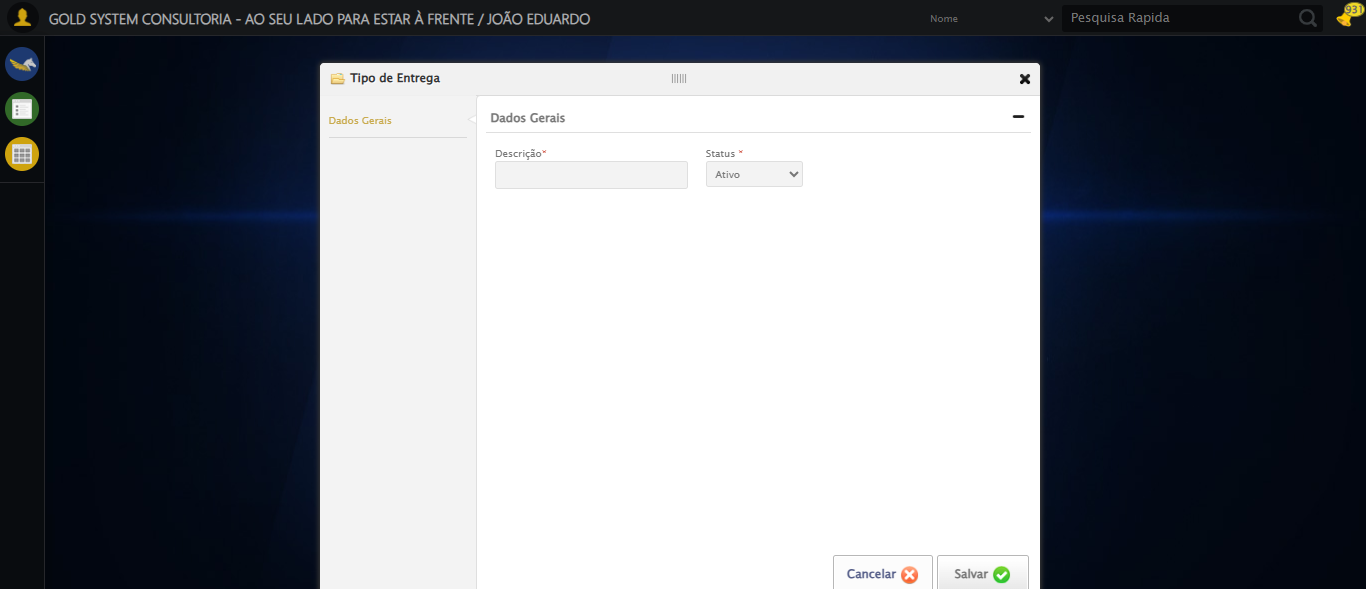 GOLD SYSTEM CONSULTORIA - AO SEU LADO PARA ESTAR À FRENTE / JOÃO EDUARDO
Nome
Pesquisa Rapida
931
Tipo de Entrega
Dados Gerais
Dados Gerais
Descrição*
Status *
Ativo
Cancelar
Salvar